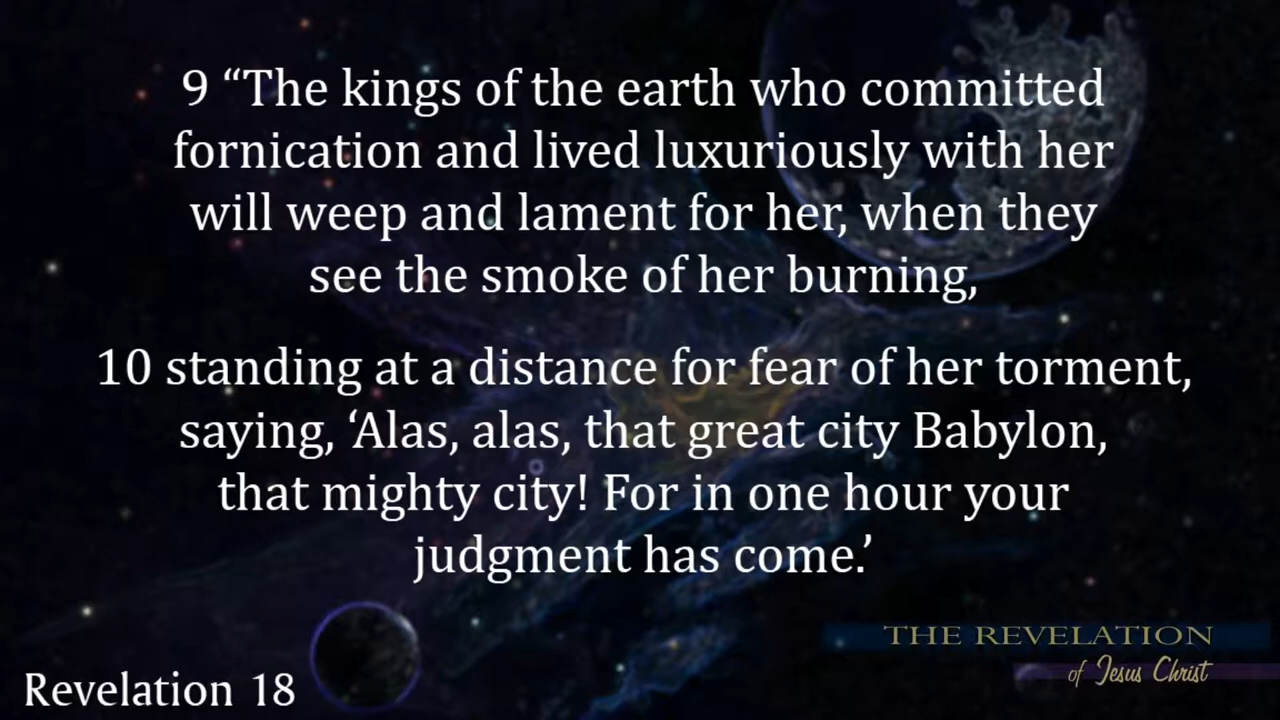 9 “The kings of the earth who committed
fornication and lived luxuriously with her
will weep and lament for her, when they
see the smoke of her burning,
10 standing at a distance for fear of her torment,
saying, ‘Alas, alas, that great city Babylon,
that mighty city! For in one hour your
judgment has come.’
THE REVELATION
of Jesus Christ
Revelation 18